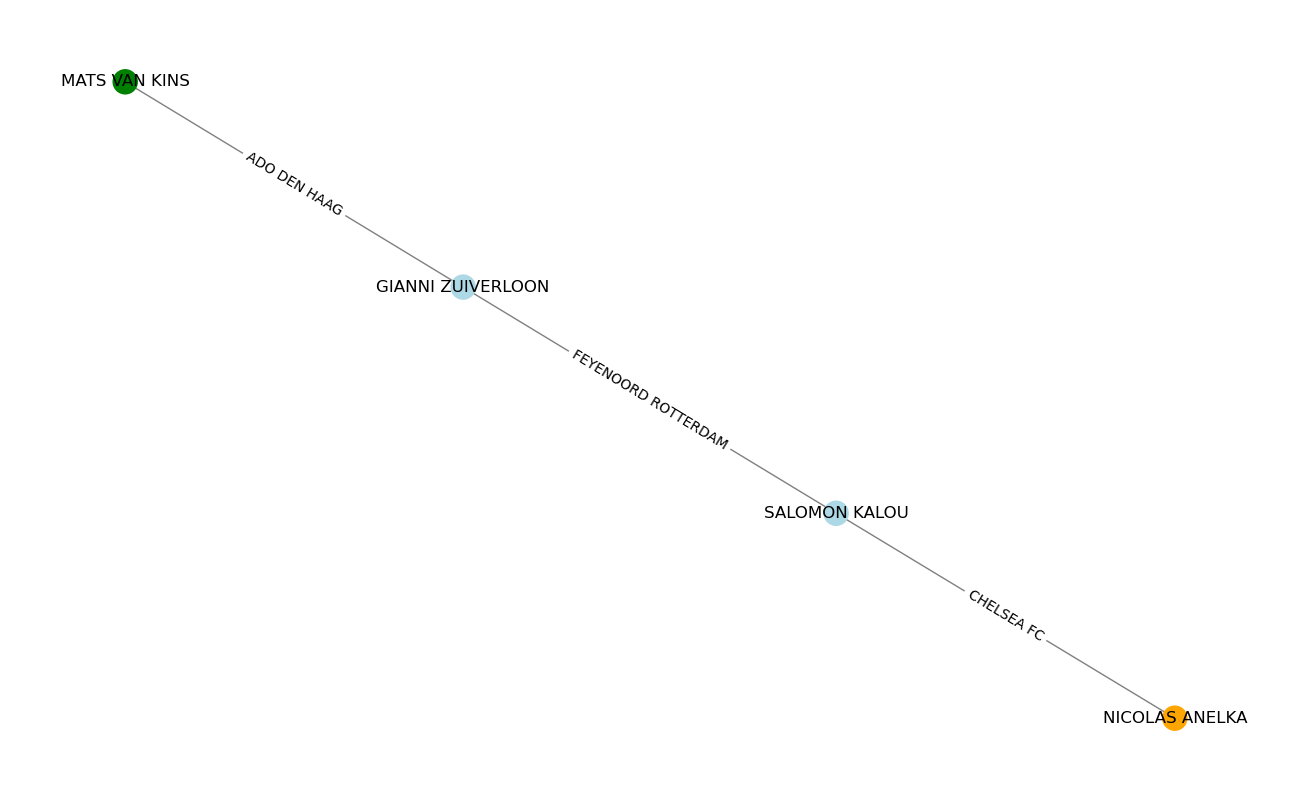 MATS VAN KINS
ADO DEN HAAG
GIANNI ZUIVERLOON
FEYENOORD ROTTERDAM
SALOMON KALOU
CHELSEA FC
NICOLAS ANELKA